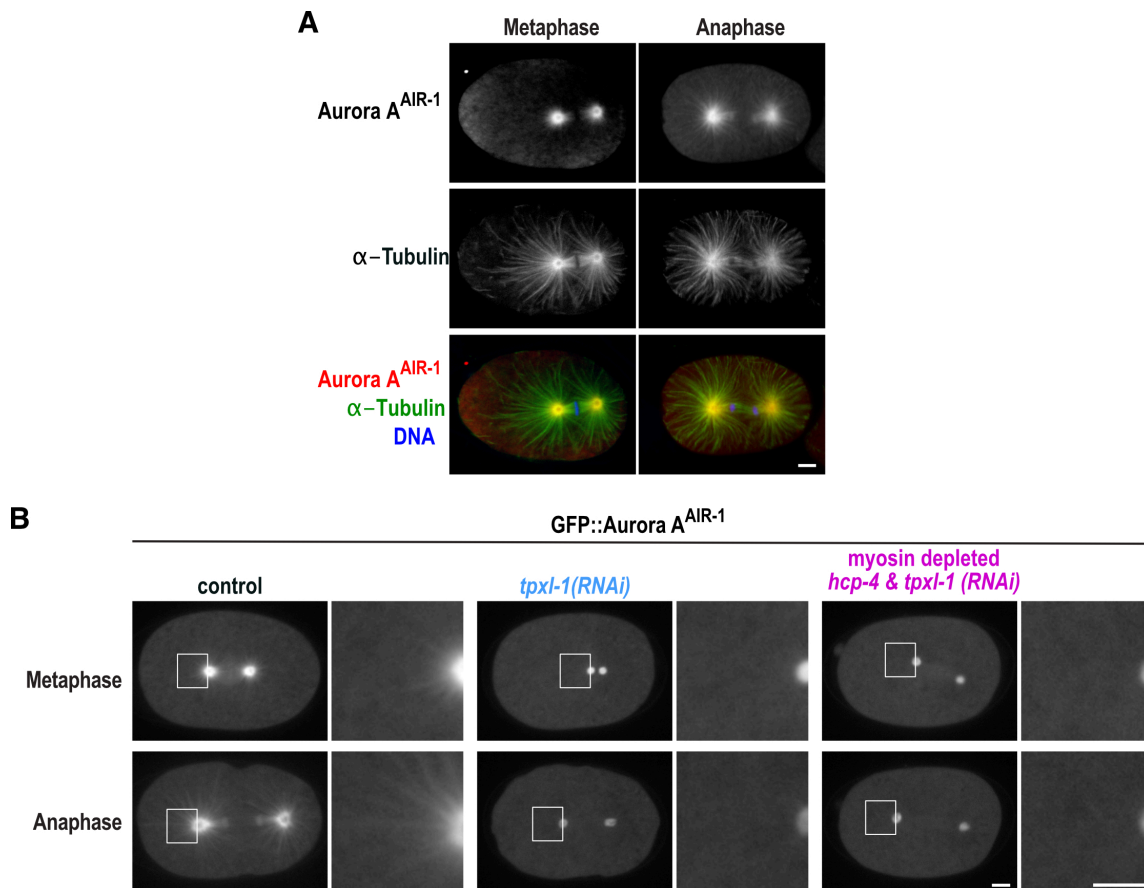 A
Metaphase Anaphase
Aurora A^AIR-1
α–Tubulin
Aurora A^AIR-1
α–Tubulin
DNA
B
GFP::Aurora A^AIR-1
control
tpxl-1(RNAi)
myosin depleted
hcp-4 & tpxl-1 (RNAi)
Metaphase
Anaphase